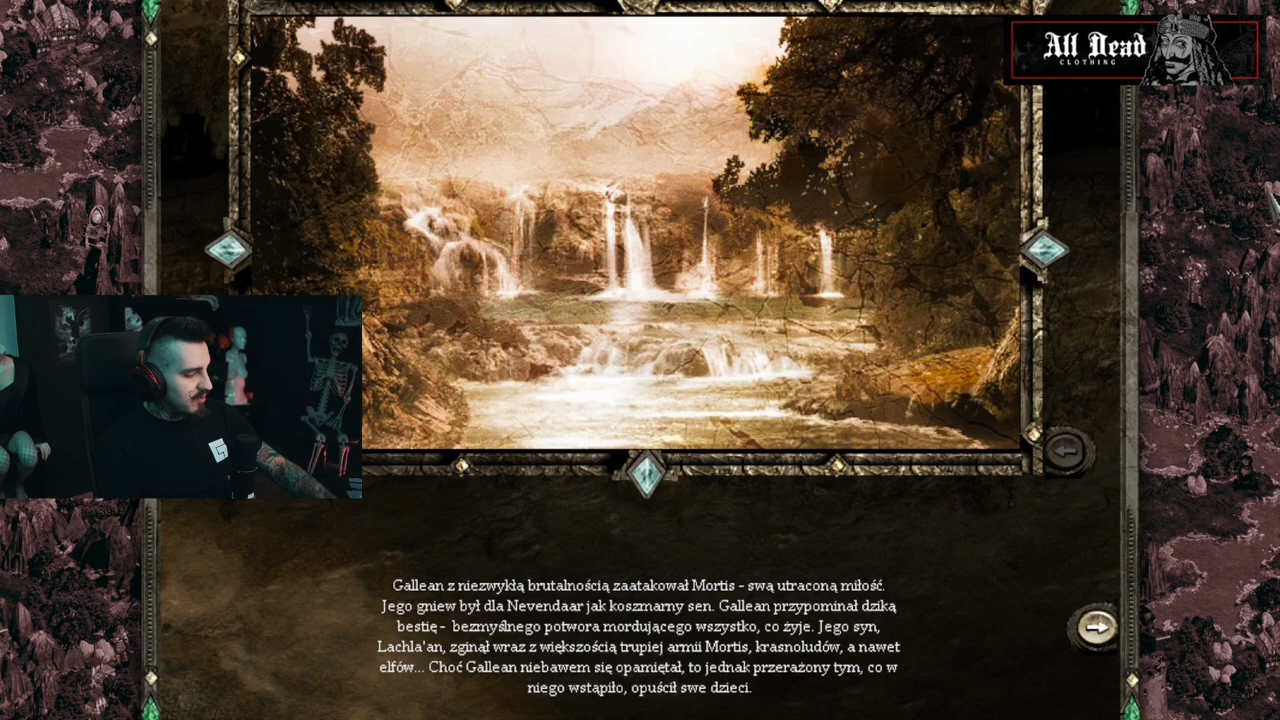 All Dead
CLOTHING
Gallean z niezwykłą brutalnością zaatakował Mortis - swą utraconą miłość.
Jego gniew był dla Nevendaar jak koszmarny sen. Gallean przypominał dziką
bestię - bezmyślnego potwora mordującego wszystko, co żyje. Jego syn,
Lachla'an, zginął wraz z większością trupiej armii Mortis, krasnoludów, a nawet
elfów... Choć Gallean niebawem się opamiętał, to jednak przerażony tym, co w
niego wstąpiło, opuścił swe dzieci.